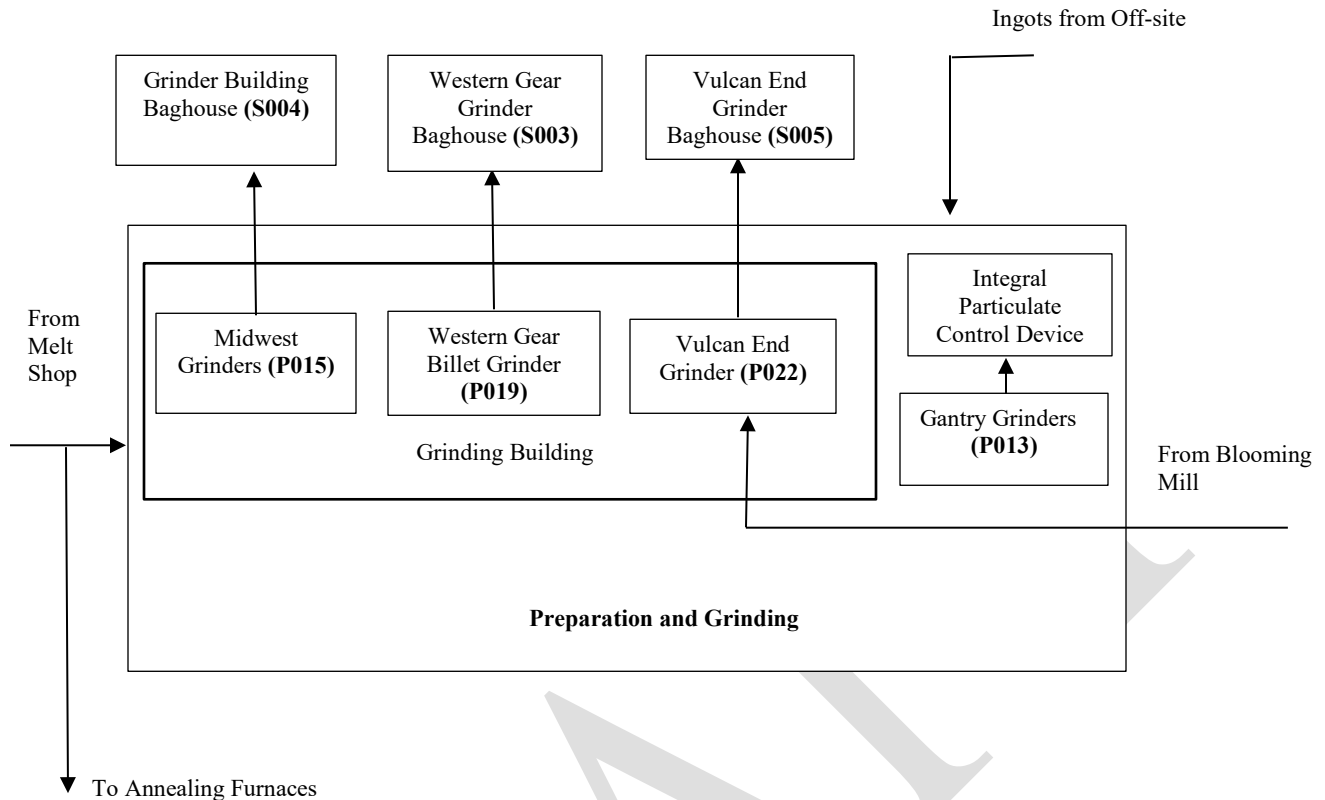 Ingots from Off-site
Grinder Building
Baghouse (S004)
Western Gear
Grinder
Baghouse (S003)
Vulcan End
Grinder
Baghouse (S005)
From
Melt
Shop
Midwest
Grinders (P015)
Western Gear
Billet Grinder
(P019)
Vulcan End
Grinder (P022)
Integral
Particulate
Control Device
Gantry Grinders
(P013)
Grinding Building
From Blooming
Mill
Preparation and Grinding
To Annealing Furnaces